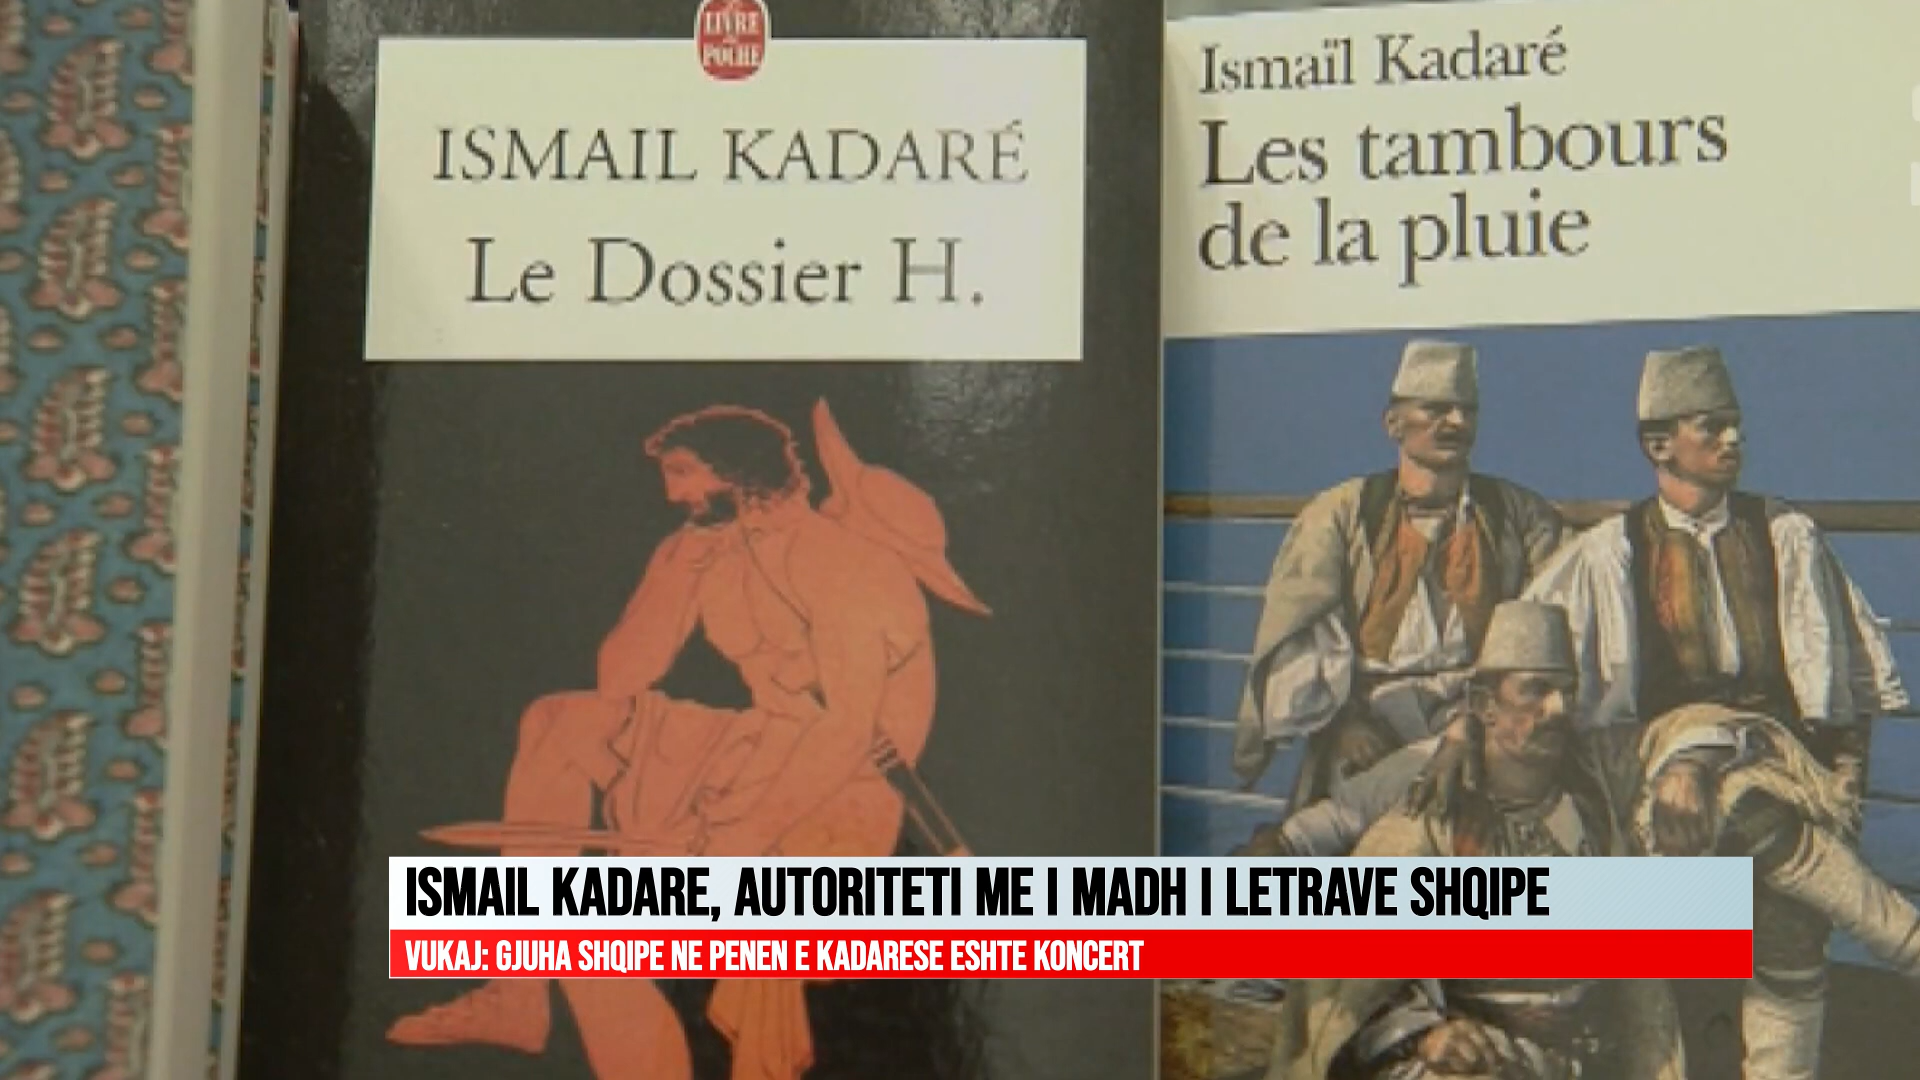 LIVRE
POCHE
ISMAIL KADARÉ
Le Dossier H.
Ismaïl Kadaré
Les tambours
de la pluie
ISMAIL KADARE, AUTORITETI ME I MADH I LETRAVE SHQIPE
VUKAJ: GJUHA SHQIPE NE PENEN E KADARESE ESHTE KONCERT